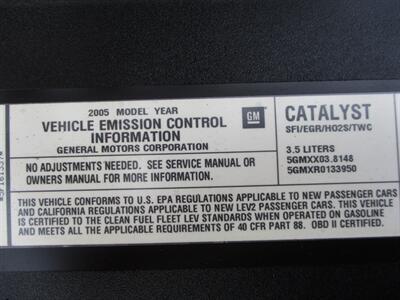 2005 MODEL YEAR
VEHICLE EMISSION CONTROL
INFORMATION
GENERAL MOTORS CORPORATION
GM
CATALYST
SFI/EGR/HO2S/TWC
NO ADJUSTMENTS NEEDED. SEE SERVICE MANUAL OR
OWNERS MANUAL FOR MORE INFORMATION.
3.5 LITERS
5GMXX03.8148
5GMXR0133950
THIS VEHICLE CONFORMS TO U.S. EPA REGULATIONS APPLICABLE TO NEW PASSENGER CARS
AND CALIFORNIA REGULATIONS APPLICABLE TO NEW LEV2 PASSENGER CARS. THIS VEHICLE
IS CERTIFIED TO THE CLEAN FUEL FLEET LEV STANDARDS WHEN OPERATED ON GASOLINE
AND MEETS ALL THE APPLICABLE REQUIREMENTS OF 40 CFR PART 88. OBD II CERTIFIED.